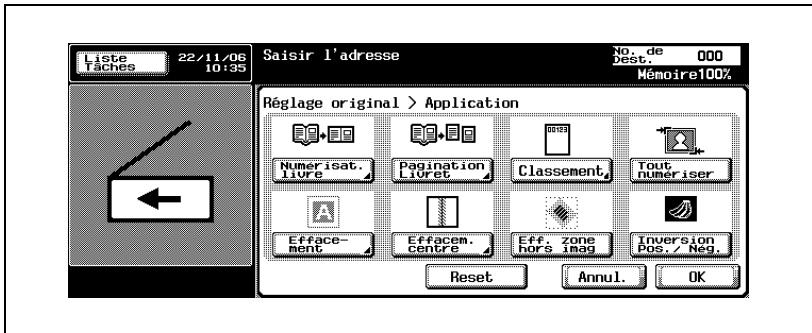 Liste
Tâches
22/11/06
10:35
Saisir l'adresse
No. de
Dest.
000
Mémoire100%
Réglage original > Application
00123
Numérisat.
livre
Pagination
Livret
Classement
Tout
numériser
A
Efface-
ment
Effacem.
centre
Eff. zone
hors imag
Inversion
Pos./ Nég.
Reset
Annul.
OK